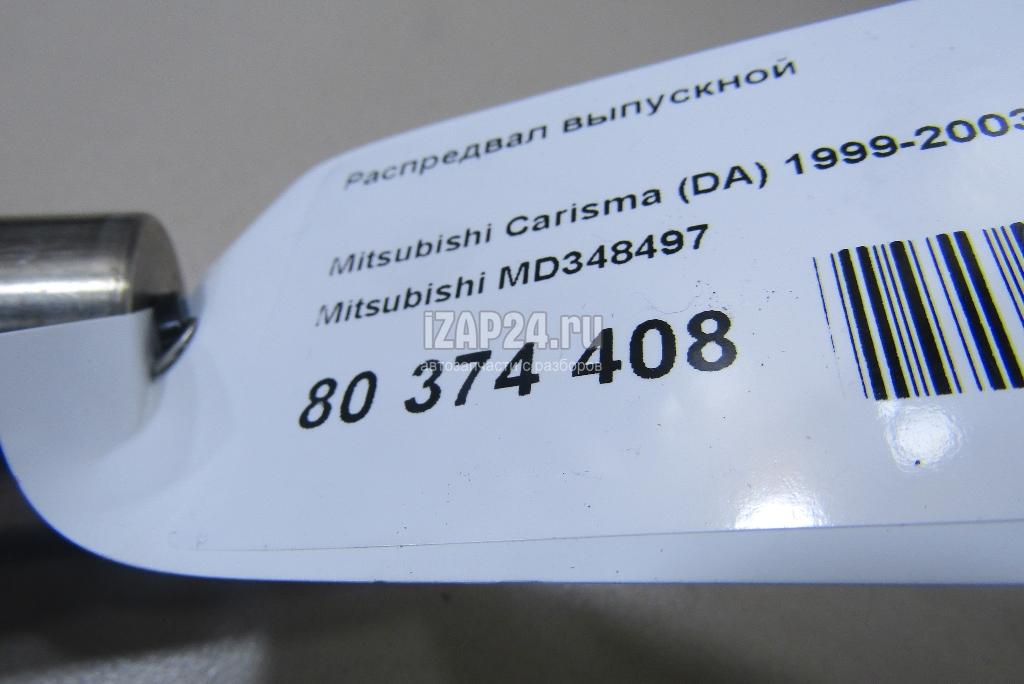 Распредвал выпускной
Mitsubishi Carisma (DA) 1999-2003
Mitsubishi MD348497
iZAP24.ru
автозапчасти с разборов
80 374 408